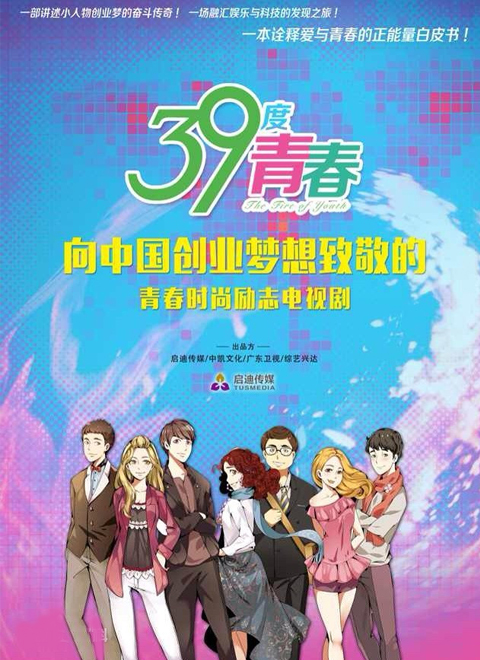 一部讲述小人物创业梦的奋斗传奇！ 一场融汇娱乐与科技的发现之旅！
一本诠释爱与青春的正能量白皮书！
39度青春
The Fire of Youth
向中国创业梦想致敬的
青春时尚励志电视剧
出品方
启迪传媒/中凯文化/广东卫视/综艺兴达
启迪传媒
TUSMEDIA